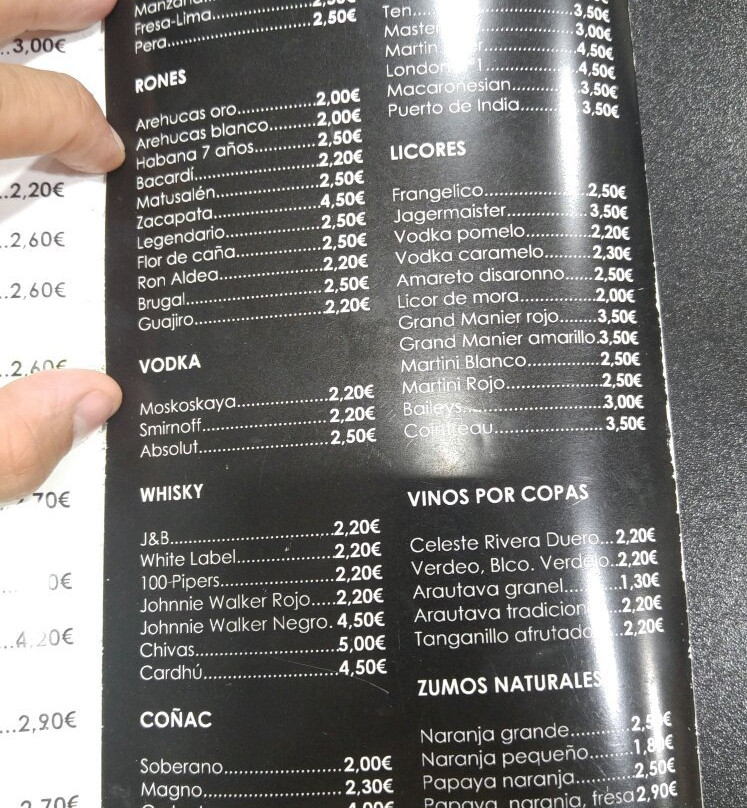 3,00€
..2,20€
.2,60€
.2,60€
2,60€
70€
0€
...4,20€
...2,90€
2,70€
Fresa-Lima
Pera 2,50€
RONES
Arehucas oro 2,00€
Arehucas blanco 2,00€
Habana 7 años 2,50€
Bacardí 2,20€
Matusalén 2,50€
Zacapata 4,50€
Legendario 2,50€
Flor de caña 2,50€
Ron Aldea 2,20€
Brugal 2,50€
Guajiro 2,20€
VODKA
Moskoskaya 2,20€
Smirnoff 2,20€
Absolut 2,50€
WHISKY
J&B 2,20€
White Label 2,20€
100-Pipers 2,20€
Johnnie Walker Rojo 2,20€
Johnnie Walker Negro. 4,50€
Chivas 5,00€
Cardhú 4,50€
COÑAC
Soberano 2,00€
Magno 2,30€
Ten 3,50€
Master 3,00€
Martin 4,50€
London 4,50€
Macaronesian 3,50€
Puerto de India 3,50€
LICORES
Frangelico 2,50€
Jagermaister 3,50€
Vodka pomelo 2,20€
Vodka caramelo 2,30€
Amareto disaronno 2,50€
Licor de mora 2,00€
Grand Manier rojo 3,50€
Grand Manier amarillo. 3,50€
Martini Blanco 2,50€
Martini Rojo 2,50€
Baileys 3,00€
Cointreau 3,50€
VINOS POR COPAS
Celeste Rivera Duero 2,20€
Verdeo, Blco. Verdejo 2,20€
Arautava granel 1,30€
Arautava tradicion 2,20€
Tanganillo afrutado 2,20€
ZUMOS NATURALES
Naranja grande 2,5 €
Naranja pequeño 1,8 €
Papaya naranja 2,50€
Papaya, naranja, fresa 2,90€